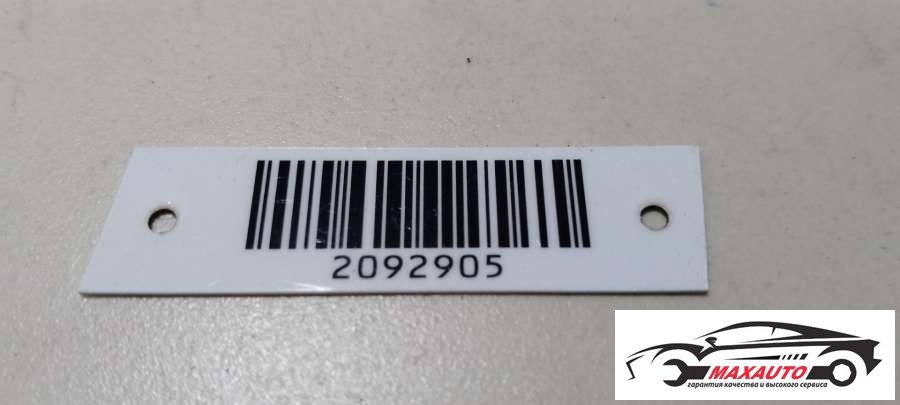 2092905
MAXAUTO
гарантия качества и высокого сервиса